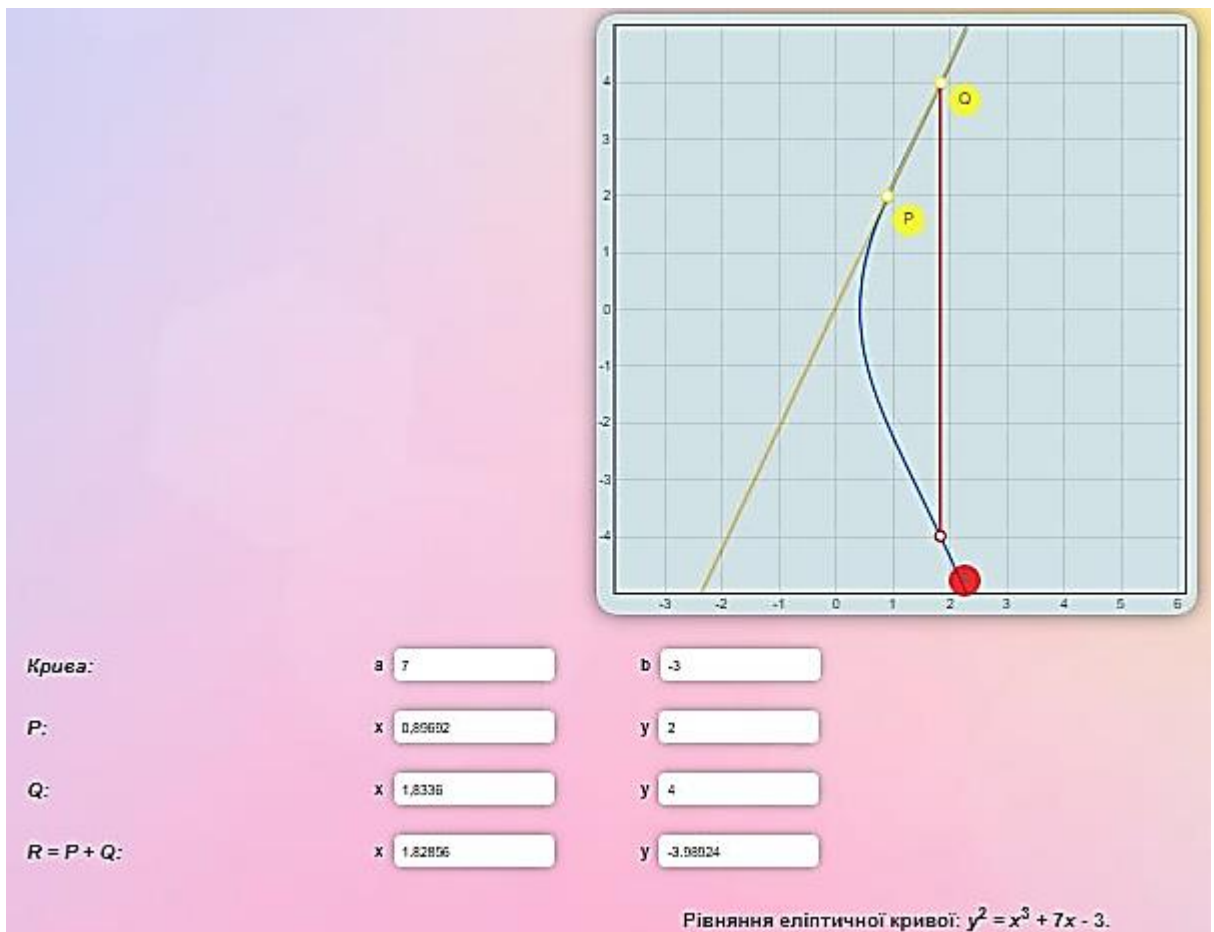 4
Q
3
2
P
1
0
-1
-2
-3
-4
-3 -2 -1 0 1 2 3 4 5 6
Крива: a 7 b -3
P: x 0,89692 y 2
Q: x 1,8336 y 4
R = P + Q: x 1.82856 y -3.98924
Рівняння еліптичної кривої: y² = x³ + 7x - 3.